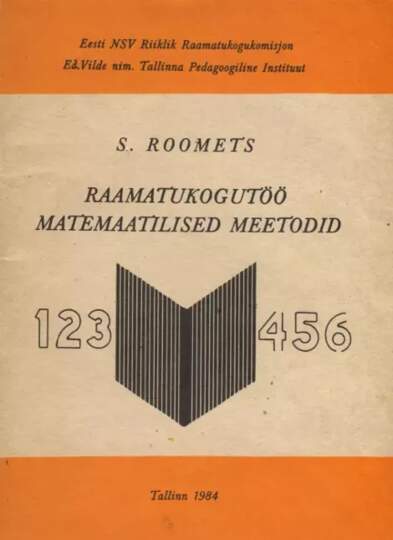 Eesti NSV Riiklik Raamatukogukomisjon
Ed.Vilde nim. Tallinna Pedagoogiline Instituut
S. ROOMETS
RAAMATUKOGUTÖÖ
MATEMAATILISED MEETODID
123 456
Tallinn 1984